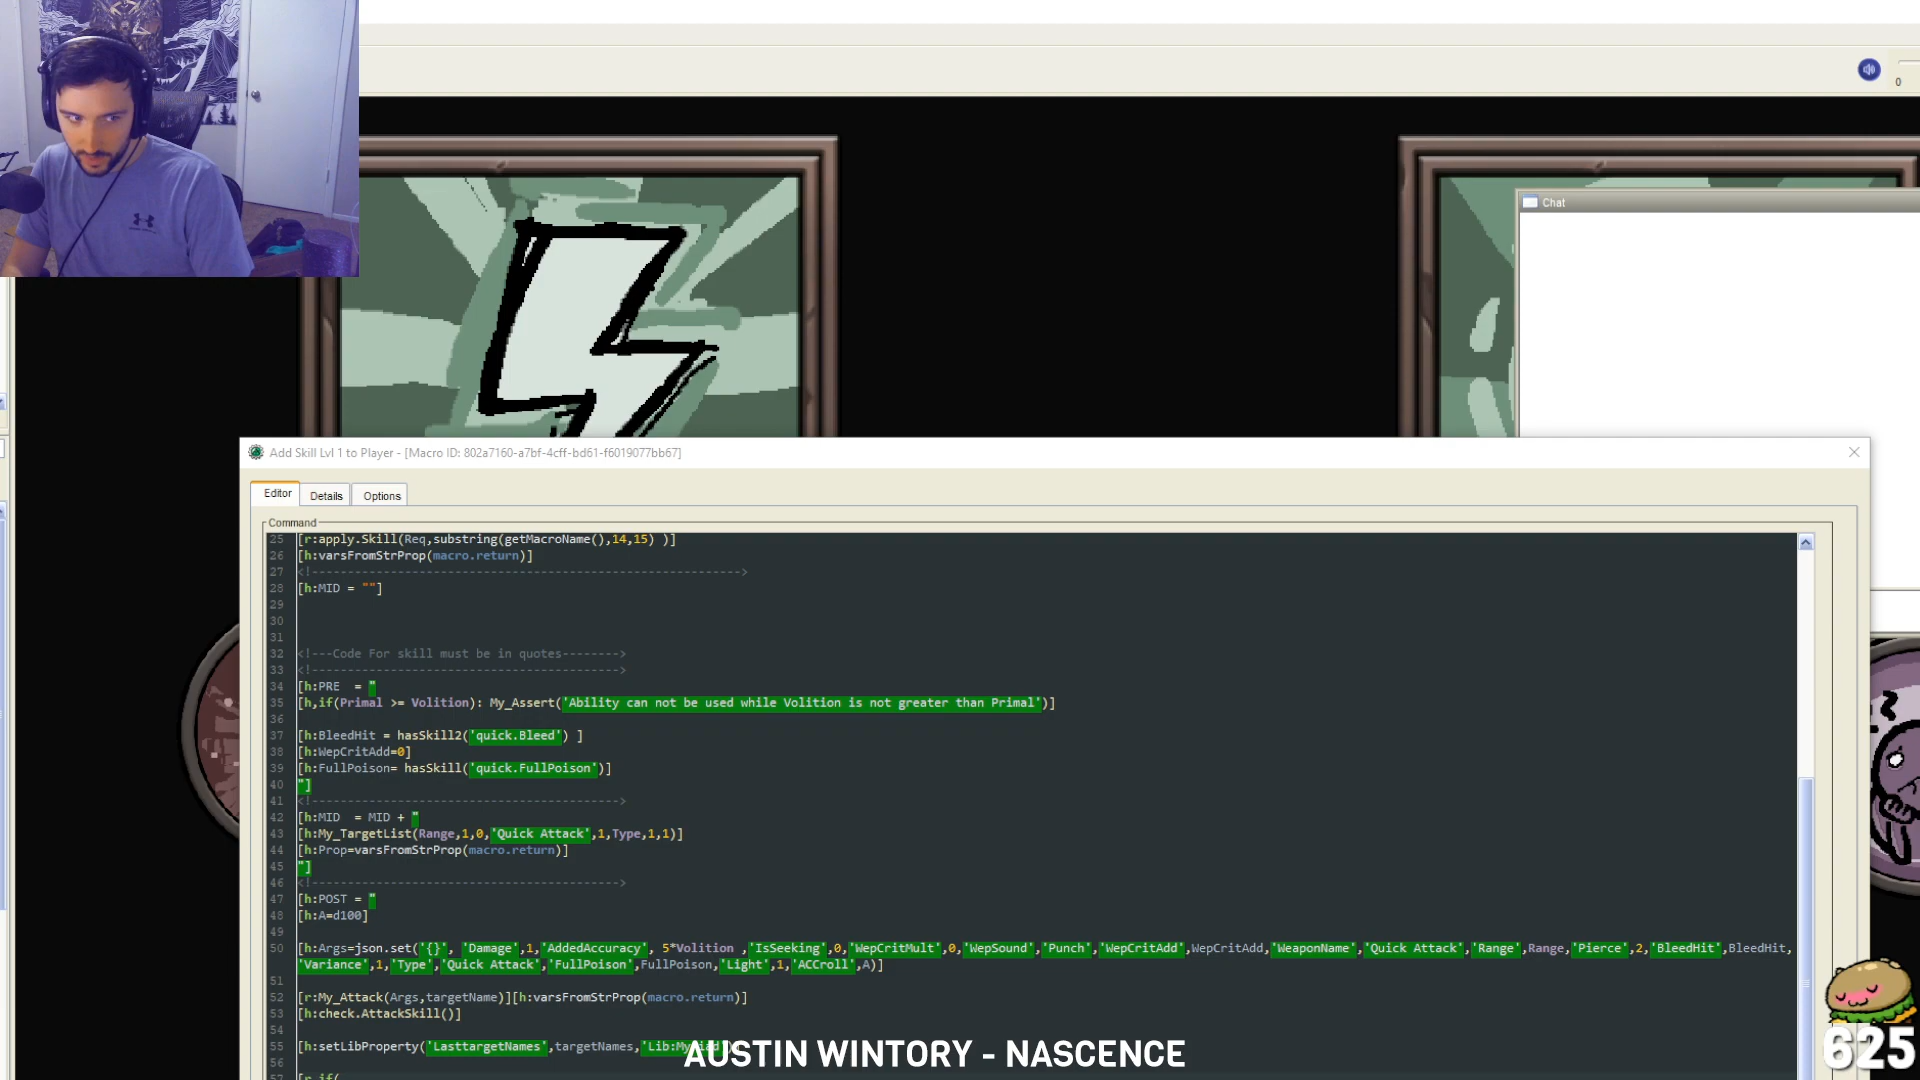 0
Chat
Add Skill Lvl 1 to Player - [Macro ID: 802a7160-a7bf-4cff-bd61-f6019077bb67]
Editor
Details
Options
Command
25 [r:apply.Skill(Req,substring(getMacroName(),14,15) )]
26 [h:varsFromStrProp(macro.return)]
27 <!-------------------------------------------------------------->
28 [h:MID = ""]
29
30
31
32 <!---Code For skill must be in quotes-------->
33 <!-------------------------------------------->
34 [h:PRE  = "
35 [h,if(Primal >= Volition): My_Assert('Ability can not be used while Volition is not greater than Primal')]
36
37 [h:BleedHit = hasSkill2('quick.Bleed') ]
38 [h:WepCritAdd=0]
39 [h:FullPoison= hasSkill('quick.FullPoison')]
40 "]
41 <!-------------------------------------------->
42 [h:MID  = MID + "
43 [h:My_TargetList(Range,1,0,'Quick Attack',1,Type,1,1)]
44 [h:Prop=varsFromStrProp(macro.return)]
45 "]
46 <!-------------------------------------------->
47 [h:POST = "
48 [h:A=d100]
49
50 [h:Args=json.set('{}', 'Damage',1,'AddedAccuracy', 5*Volition ,'IsSeeking',0,'WepCritMult',0,'WepSound','Punch','WepCritAdd',WepCritAdd,'WeaponName','Quick Attack','Range',Range,'Pierce',2,'BleedHit',BleedHit,
'Variance',1,'Type','Quick Attack','FullPoison',FullPoison,'Light',1,'ACCroll',A)]
51
52 [r:My_Attack(Args,targetName)][h:varsFromStrProp(macro.return)]
53 [h:check.AttackSkill()]
54
55 [h:setLibProperty('LasttargetNames',targetNames,'Lib:My
56
57 [r,if(
AUSTIN WINTORY - NASCENCE
625